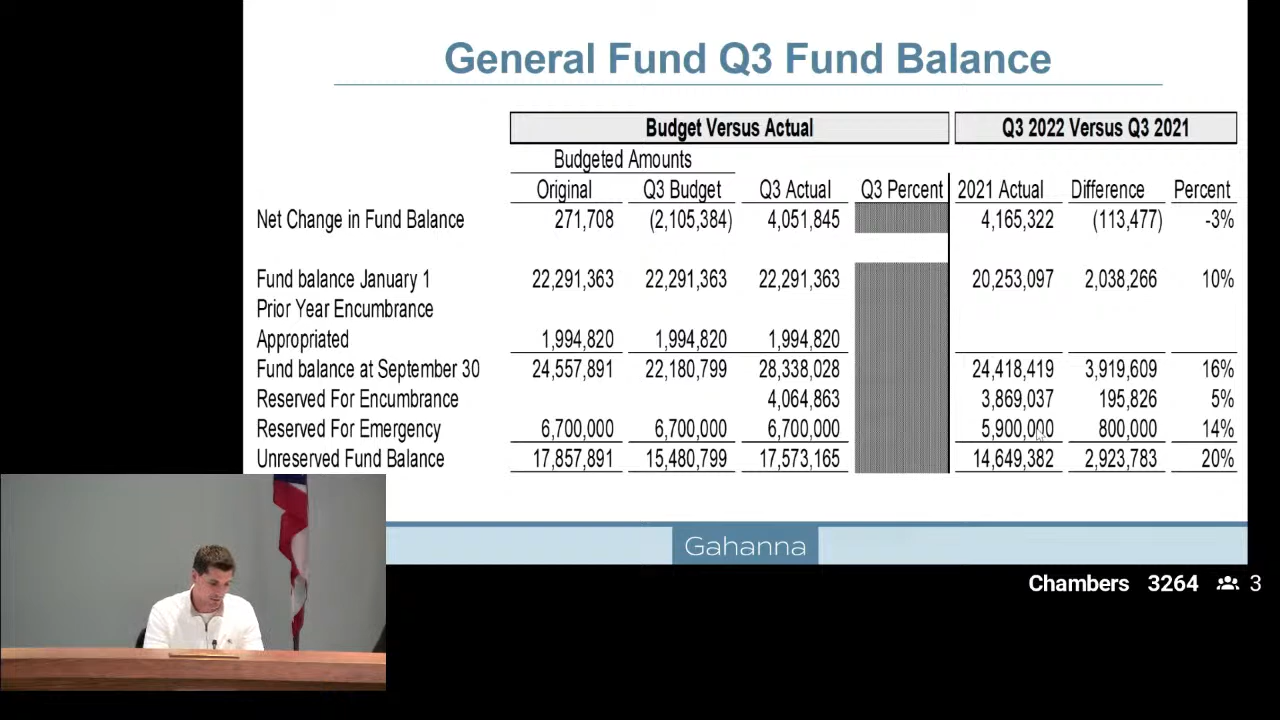 General Fund Q3 Fund Balance
Budget Versus Actual Q3 2022 Versus Q3 2021
Budgeted Amounts
Original Q3 Budget Q3 Actual Q3 Percent 2021 Actual Difference Percent
Net Change in Fund Balance 271,708 (2,105,384) 4,051,845 4,165,322 (113,477) -3%
Fund balance January 1 22,291,363 22,291,363 22,291,363 20,253,097 2,038,266 10%
Prior Year Encumbrance
Appropriated 1,994,820 1,994,820 1,994,820
Fund balance at September 30 24,557,891 22,180,799 28,338,028 24,418,419 3,919,609 16%
Reserved For Encumbrance 4,064,863 3,869,037 195,826 5%
Reserved For Emergency 6,700,000 6,700,000 6,700,000 5,900,000 800,000 14%
Unreserved Fund Balance 17,857,891 15,480,799 17,573,165 14,649,382 2,923,783 20%
Gahanna
Chambers 3264 3